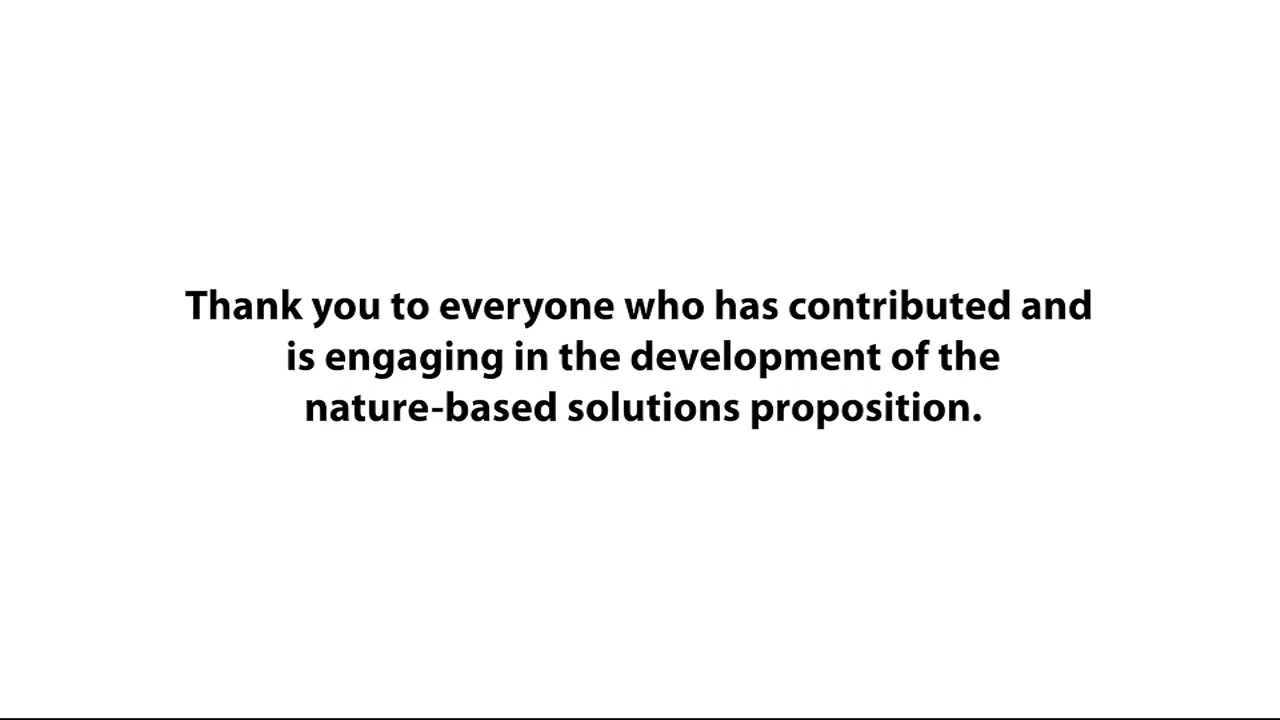 Thank you to everyone who has contributed and
is engaging in the development of the
nature-based solutions proposition.